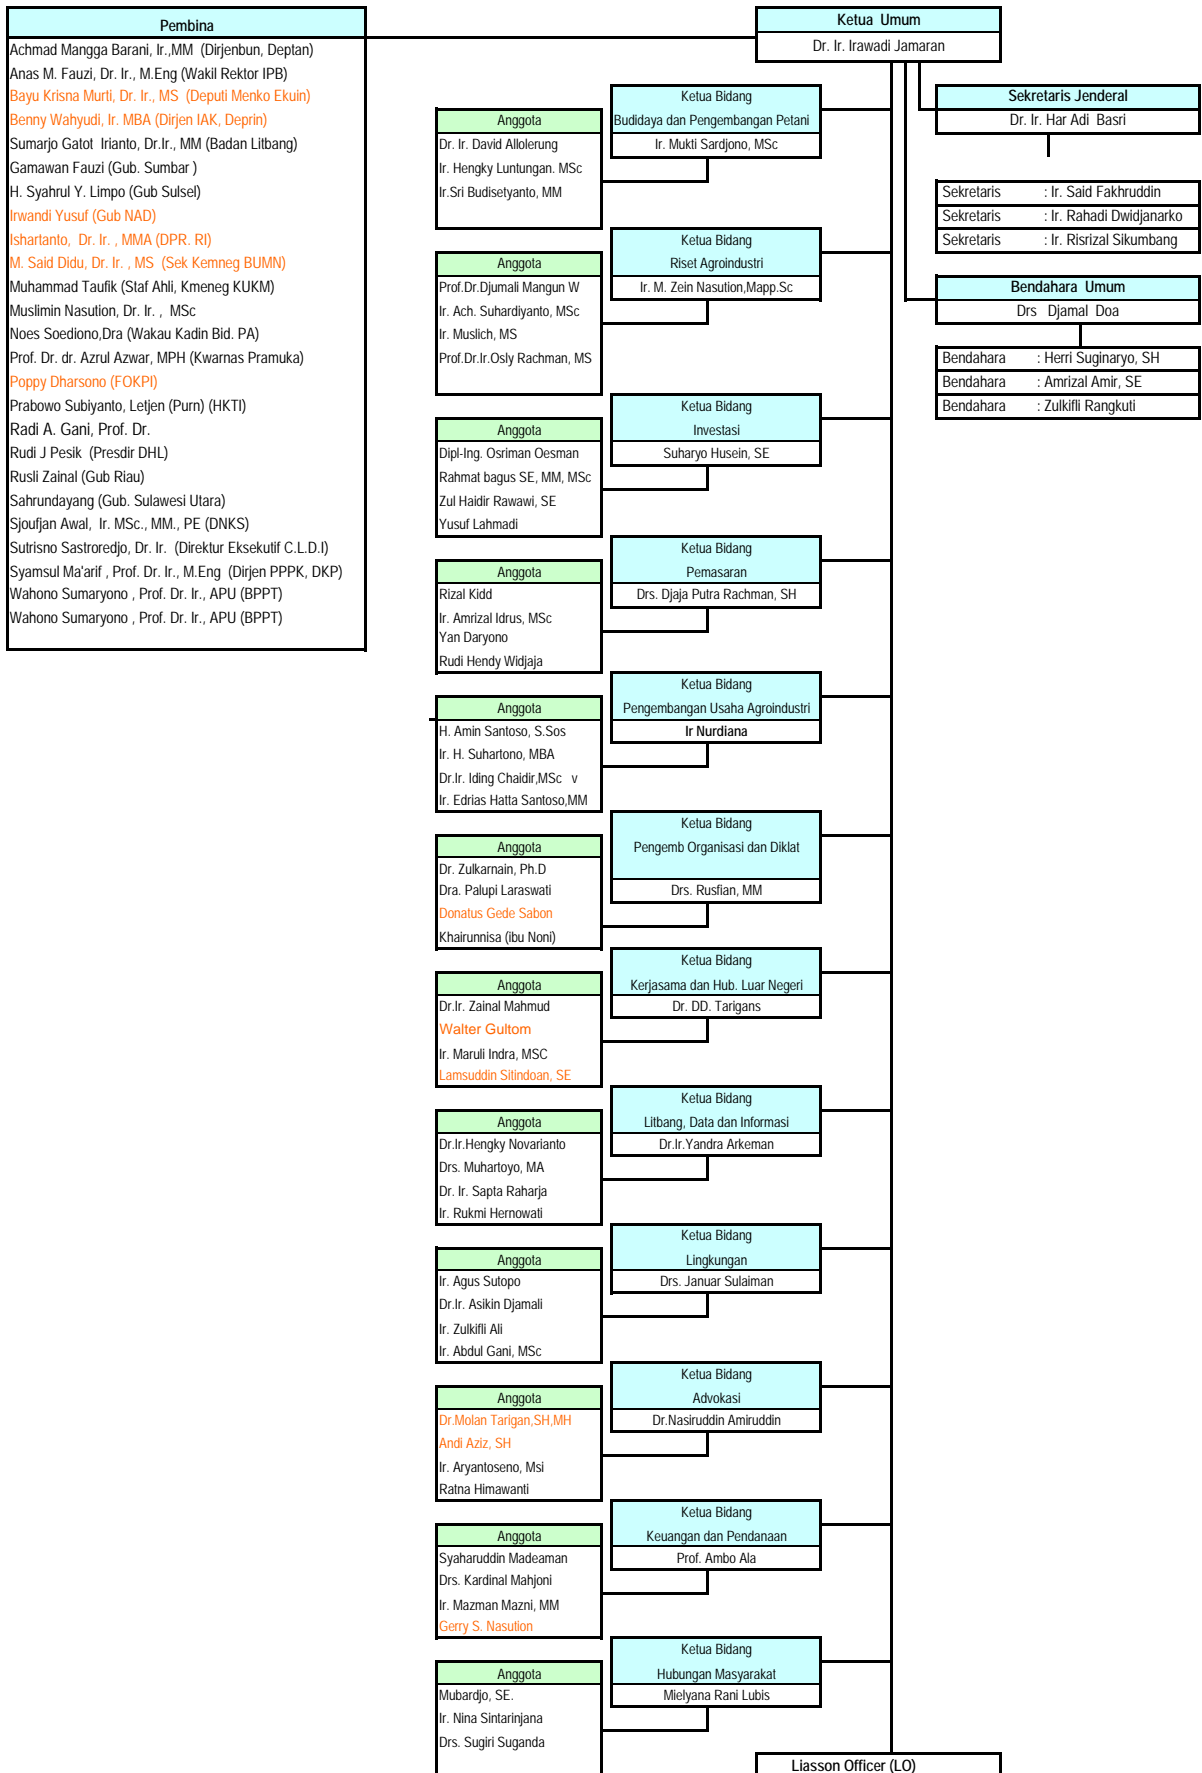 Pembina
Achmad Mangga Barani, Ir.,MM  (Dirjenbun, Deptan)
Anas M. Fauzi, Dr. Ir., M.Eng (Wakil Rektor IPB)
Bayu Krisna Murti, Dr. Ir., MS  (Deputi Menko Ekuin)
Benny Wahyudi, Ir. MBA (Dirjen IAK, Deprin)
Sumarjo Gatot  Irianto, Dr.Ir., MM (Badan Litbang)
Gamawan Fauzi (Gub. Sumbar )
H. Syahrul Y. Limpo (Gub Sulsel)
Irwandi Yusuf (Gub NAD)
Ishartanto,  Dr. Ir. , MMA (DPR. RI)
M. Said Didu, Dr. Ir. , MS  (Sek Kemneg BUMN)
Muhammad Taufik (Staf Ahli, Kmeneg KUKM)
Muslimin Nasution, Dr. Ir. ,  MSc
Noes Soediono,Dra (Wakau Kadin Bid. PA)
Prof. Dr. dr. Azrul Azwar, MPH (Kwarnas Pramuka)
Poppy Dharsono (FOKPI)
Prabowo Subiyanto, Letjen (Purn) (HKTI)
Radi A. Gani, Prof. Dr.
Rudi J Pesik  (Presdir DHL)
Rusli Zainal (Gub Riau)
Sahrundayang (Gub. Sulawesi Utara)
Sjoufjan Awal,  Ir. MSc., MM., PE (DNKS)
Sutrisno Sastroredjo, Dr. Ir.  (Direktur Eksekutif C.L.D.I)
Syamsul Ma'arif , Prof. Dr. Ir., M.Eng  (Dirjen PPPK, DKP)
Wahono Sumaryono , Prof. Dr. Ir., APU (BPPT)
Wahono Sumaryono , Prof. Dr. Ir., APU (BPPT)
Ketua  Umum
Dr. Ir. Irawadi Jamaran
Sekretaris Jenderal
Dr. Ir. Har Adi  Basri
Sekretaris : Ir. Said Fakhruddin
Sekretaris : Ir. Rahadi Dwidjanarko
Sekretaris : Ir. Risrizal Sikumbang
Bendahara  Umum
Drs  Djamal  Doa
Bendahara : Herri Suginaryo, SH
Bendahara : Amrizal Amir, SE
Bendahara : Zulkifli Rangkuti
Ketua Bidang
Budidaya dan Pengembangan Petani
Ir. Mukti Sardjono, MSc
Anggota
Dr. Ir. David Allolerung
Ir. Hengky Luntungan. MSc
Ir.Sri Budisetyanto, MM
Ketua Bidang
Riset Agroindustri
Ir. M. Zein Nasution,Mapp.Sc
Anggota
Prof.Dr.Djumali Mangun W
Ir. Ach. Suhardiyanto, MSc
Ir. Muslich, MS
Prof.Dr.Ir.Osly Rachman, MS
Ketua Bidang
Investasi
Suharyo Husein, SE
Anggota
Dipl-Ing. Osriman Oesman
Rahmat bagus SE, MM, MSc
Zul Haidir Rawawi, SE
Yusuf Lahmadi
Ketua Bidang
Pemasaran
Drs. Djaja Putra Rachman, SH
Anggota
Rizal Kidd
Ir. Amrizal Idrus, MSc
Yan Daryono
Rudi Hendy Widjaja
Ketua Bidang
Pengembangan Usaha Agroindustri
Ir Nurdiana
Anggota
H. Amin Santoso, S.Sos
Ir. H. Suhartono, MBA
Dr.Ir. Iding Chaidir,MSc   v
Ir. Edrias Hatta Santoso,MM
Ketua Bidang
Pengemb Organisasi dan Diklat
Drs. Rusfian, MM
Anggota
Dr. Zulkarnain, Ph.D
Dra. Palupi Laraswati
Donatus Gede Sabon
Khairunnisa (ibu Noni)
Ketua Bidang
Kerjasama dan Hub. Luar Negeri
Dr. DD. Tarigans
Anggota
Dr.Ir. Zainal Mahmud
Walter Gultom
Ir. Maruli Indra, MSC
Lamsuddin Sitindoan, SE
Ketua Bidang
Litbang, Data dan Informasi
Dr.Ir.Yandra Arkeman
Anggota
Dr.Ir.Hengky Novarianto
Drs. Muhartoyo, MA
Dr. Ir. Sapta Raharja
Ir. Rukmi Hernowati
Ketua Bidang
Lingkungan
Drs. Januar Sulaiman
Anggota
Ir. Agus Sutopo
Dr.Ir. Asikin Djamali
Ir. Zulkifli Ali
Ir. Abdul Gani, MSc
Ketua Bidang
Advokasi
Dr.Nasiruddin Amiruddin
Anggota
Dr.Molan Tarigan,SH,MH
Andi Aziz, SH
Ir. Aryantoseno, Msi
Ratna Himawanti
Ketua Bidang
Keuangan dan Pendanaan
Prof. Ambo Ala
Anggota
Syaharuddin Madeaman
Drs. Kardinal Mahjoni
Ir. Mazman Mazni, MM
Gerry S. Nasution
Ketua Bidang
Hubungan Masyarakat
Mielyana Rani Lubis
Anggota
Mubardjo, SE.
Ir. Nina Sintarinjana
Drs. Sugiri Suganda
Liasson Officer (LO)